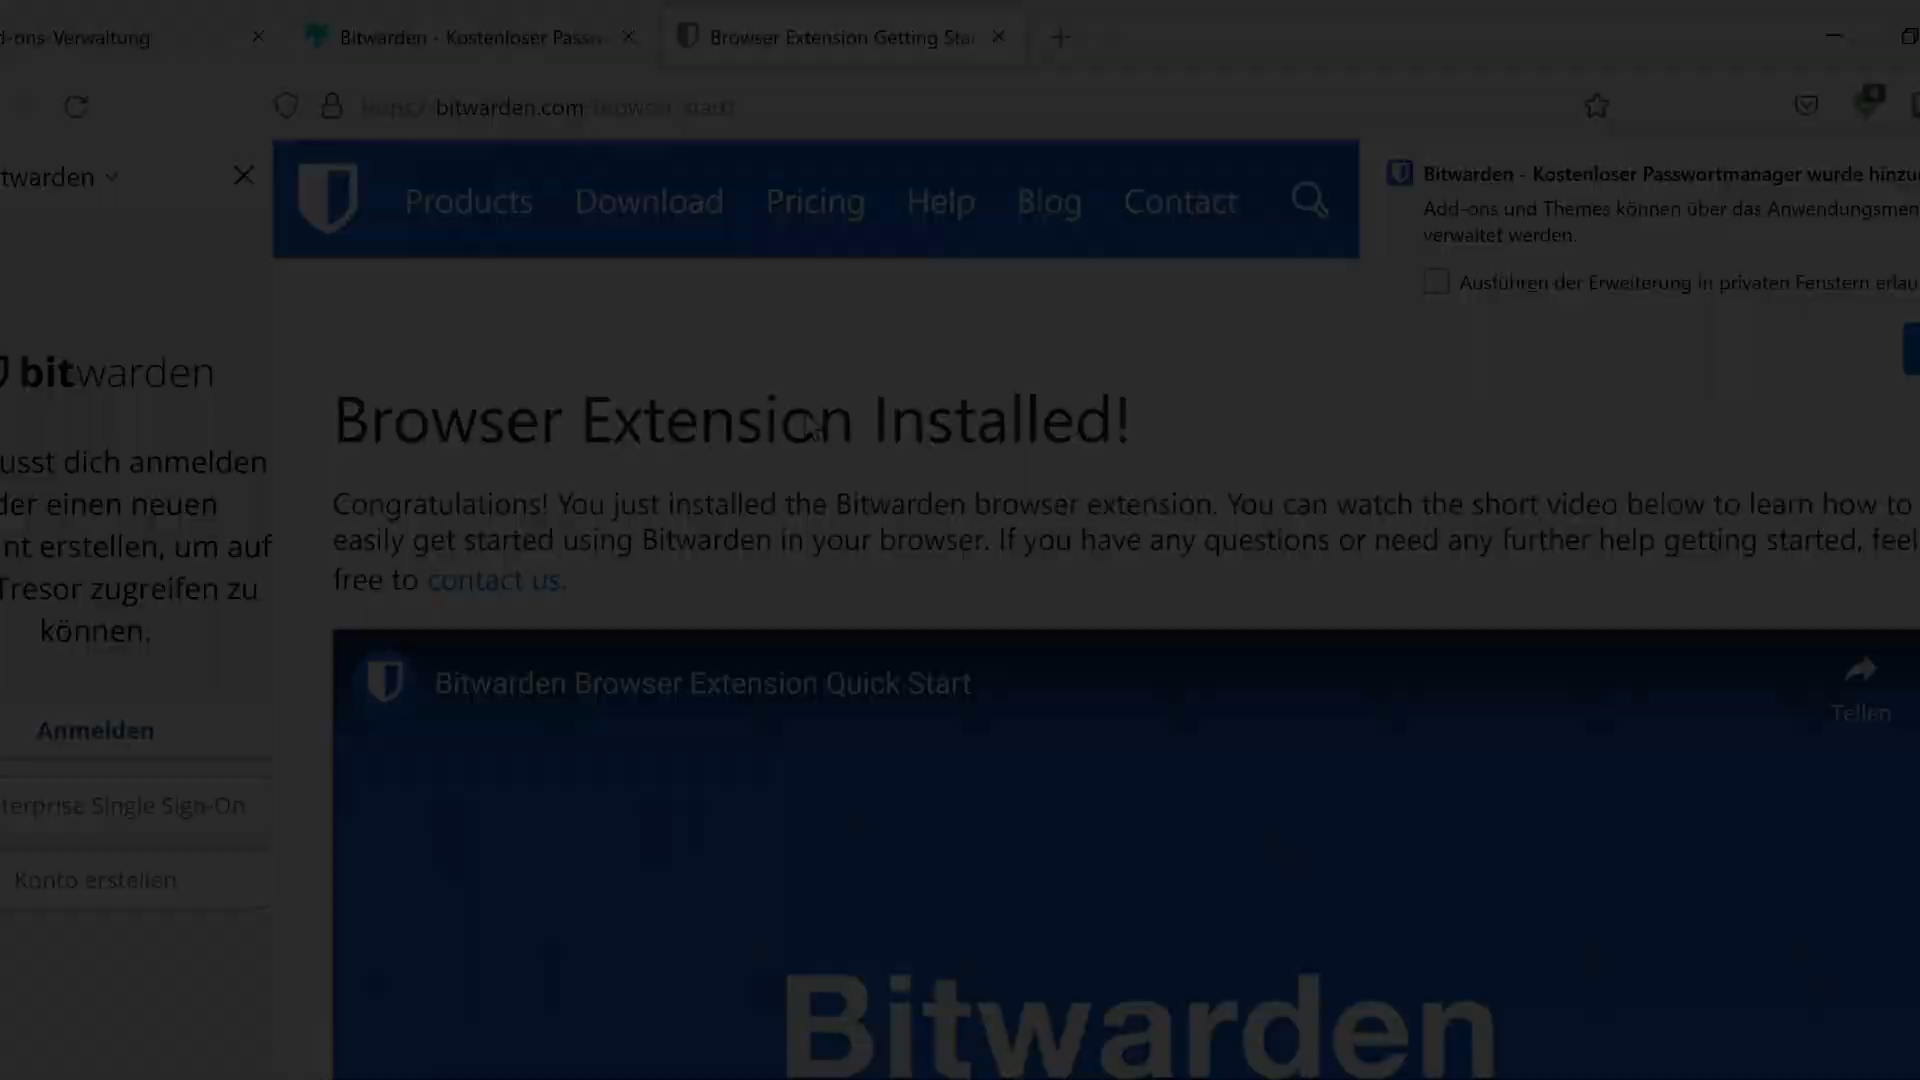 d-ons-Verwaltung
Bitwarden - Kostenloser Passw
Browser Extension Getting Star
https://bitwarden.com/browser-start/
twarden
Products Download Pricing Help Blog Contact
Bitwarden - Kostenloser Passwortmanager wurde hinzu
Add-ons und Themes können über das Anwendungsmen
verwaltet werden.
Ausführen der Erweiterung in privaten Fenstern erlau
bitwarden
usst dich anmelden
der einen neuen
nt erstellen, um auf
Tresor zugreifen zu
können.
Anmelden
terprise Single Sign-On
Konto erstellen
Browser Extension Installed!
Congratulations! You just installed the Bitwarden browser extension. You can watch the short video below to learn how to
easily get started using Bitwarden in your browser. If you have any questions or need any further help getting started, feel
free to contact us.
Bitwarden Browser Extension Quick Start
Teilen
Bitwarden